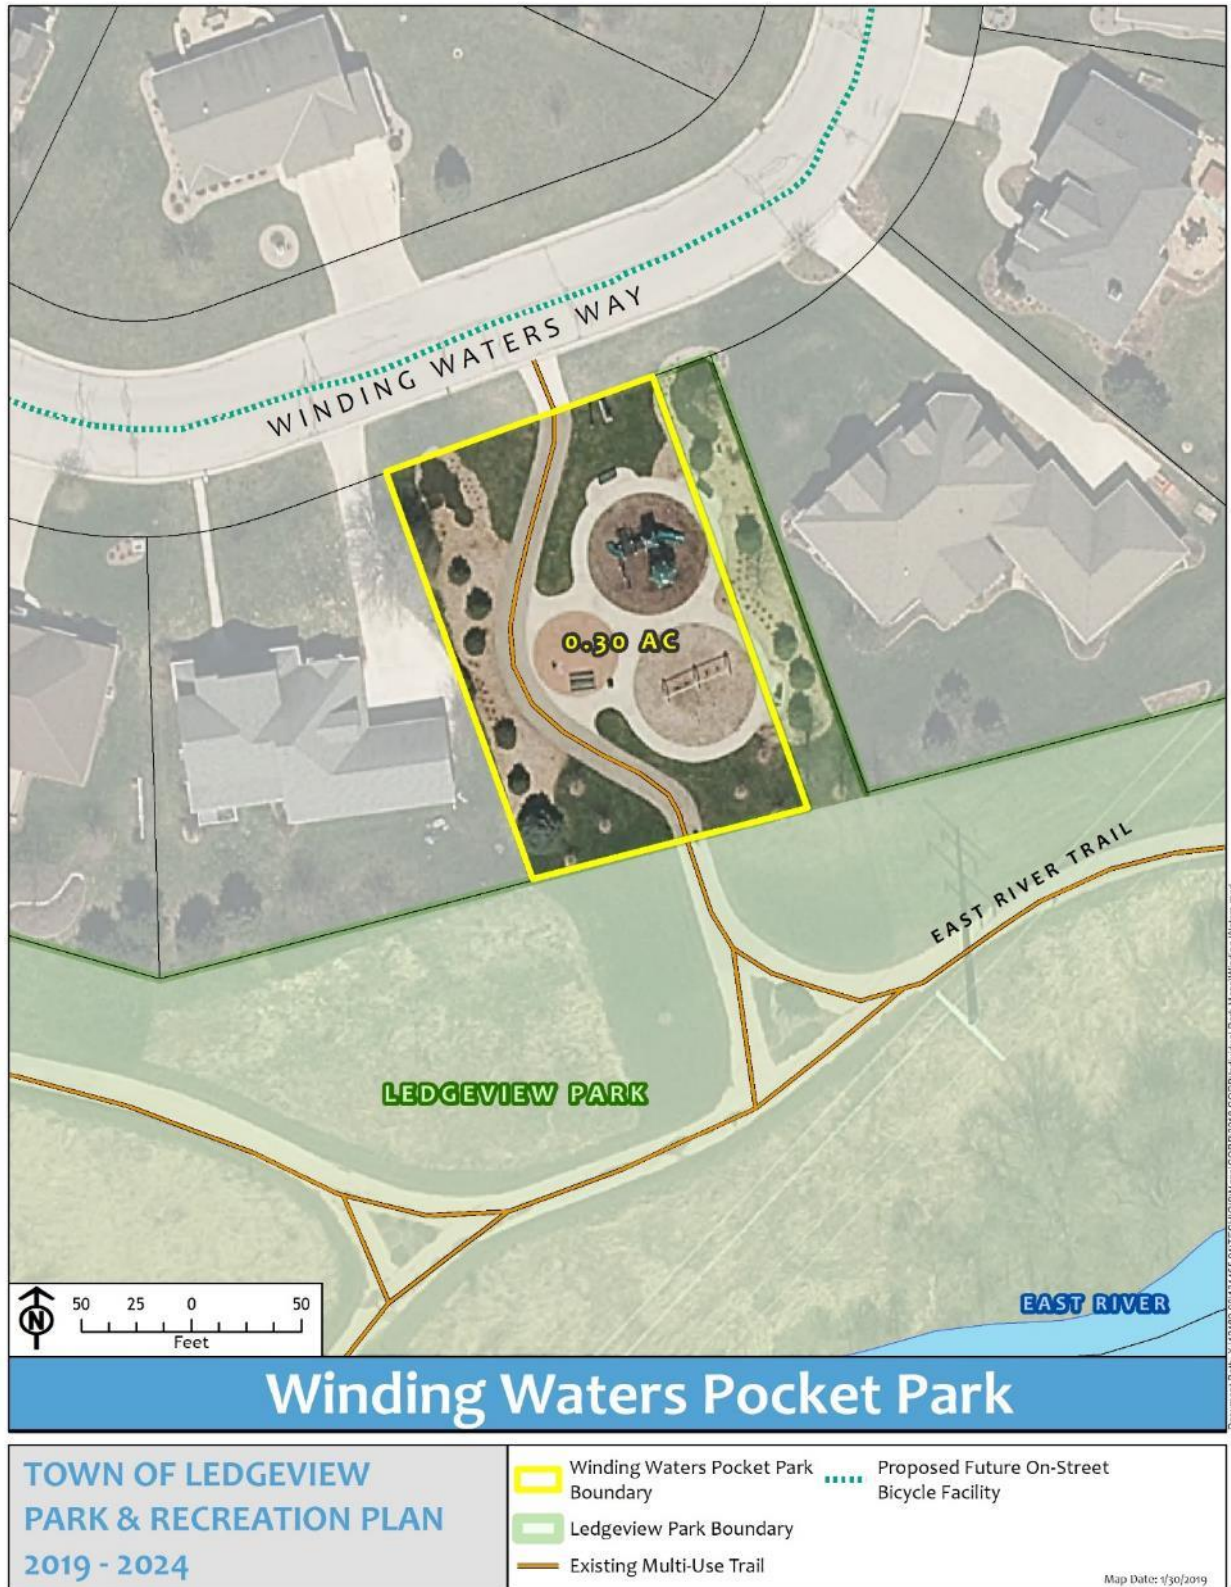 WINDING WATERS WAY
0.30 AC
EAST RIVER TRAIL
LEDGEVIEW PARK
EAST RIVER
N
50 25 0 50
Feet
Winding Waters Pocket Park
TOWN OF LEDGEVIEW
PARK & RECREATION PLAN
2019 - 2024
Winding Waters Pocket Park
Boundary
Ledgeview Park Boundary
Existing Multi-Use Trail
Proposed Future On-Street
Bicycle Facility
Map Date: 1/30/2019